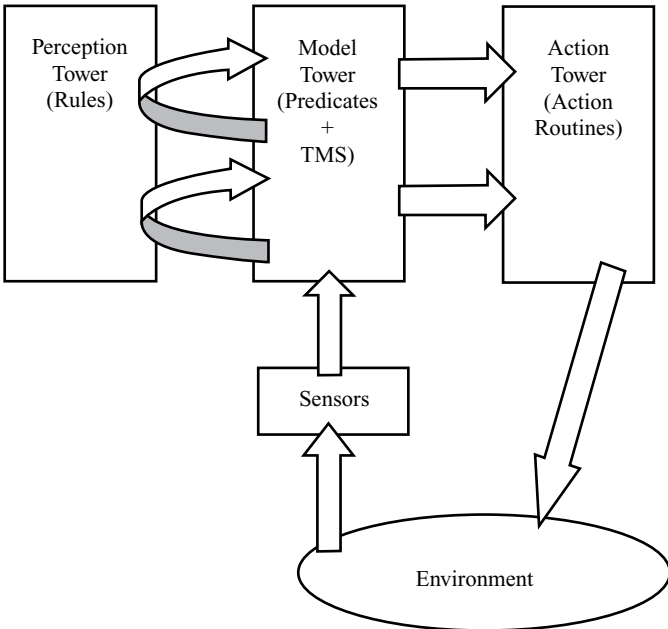 Perception
Tower
(Rules)
Model
Tower
(Predicates
+
TMS)
Action
Tower
(Action
Routines)
Sensors
Environment